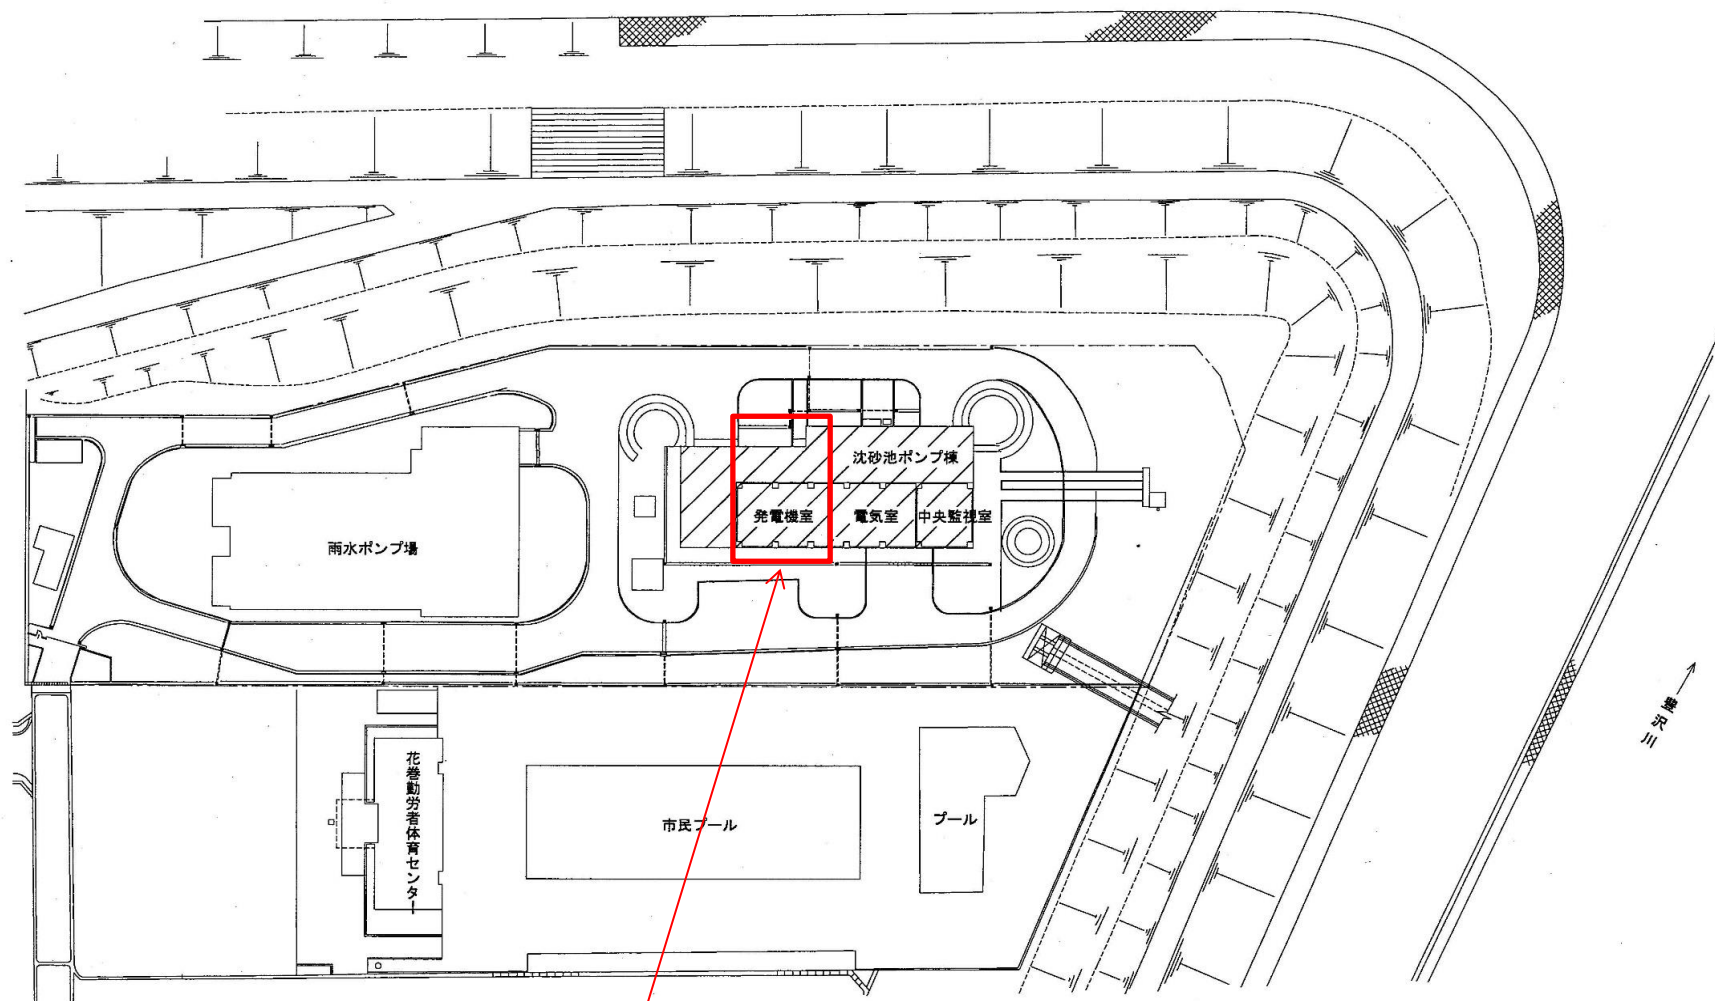 沈砂池ポンプ棟
発電機室
電気室
中央監視室
雨水ポンプ場
豊沢川
花巻勤労者体育センター
市民プール
プール